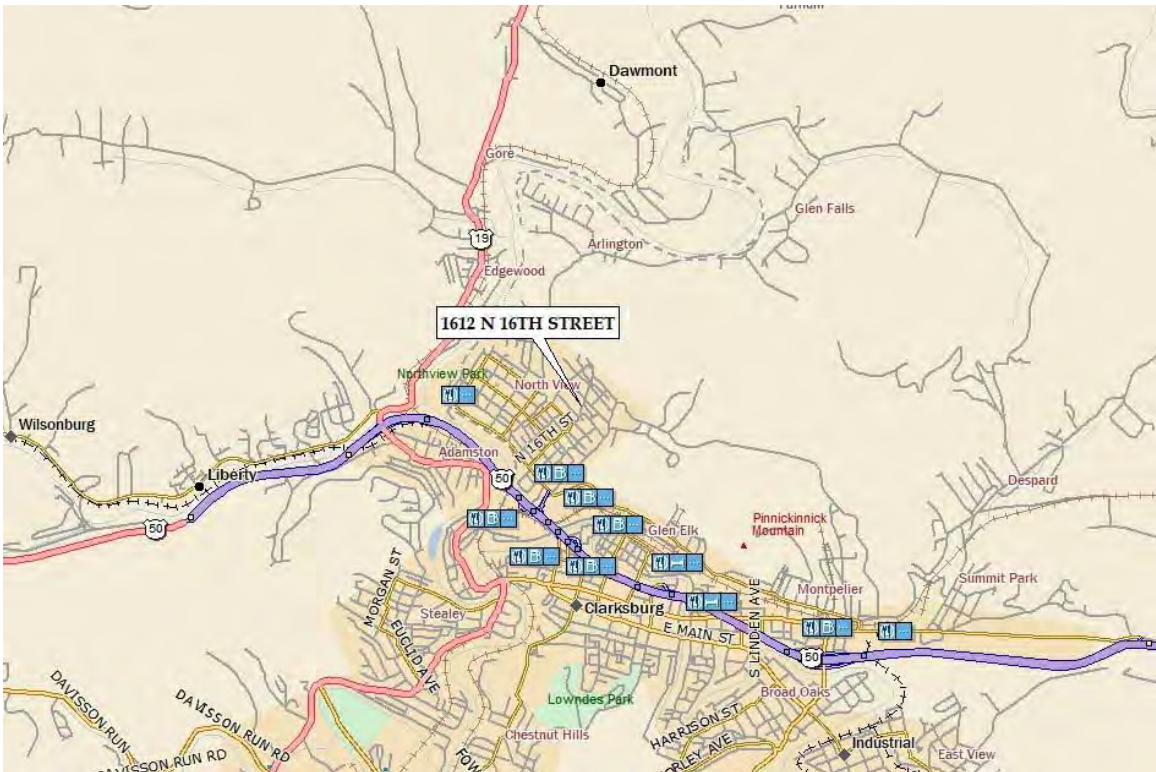 Dawmont
Gore
Glen Falls
19
Arlington
Edgewood
1612 N 16TH STREET
Northview Park
North View
Wilsonburg
N 16TH ST
Adamston
Liberty
50
Despard
50
Pinnickinnick
Mountain
Glen Elk
MORGAN ST
Summit Park
Montpelier
Stealey
Clarksburg
E MAIN ST
S LINDEN AVE
EUCLID AVE
50
DAVISSON RUN
DAVISSON RUN RD
Lowndes Park
Broad Oaks
HARRISON ST
Chestnut Hills
Industrial
East View
DAVISSON RUN RD